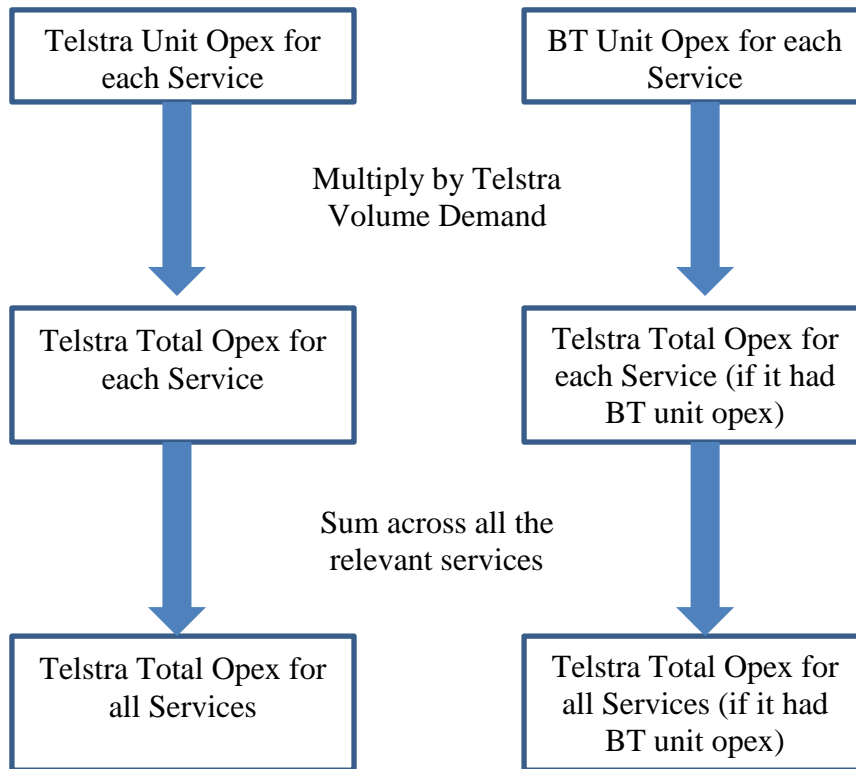 Telstra Unit Opex for
each Service
BT Unit Opex for each
Service
Multiply by Telstra
Volume Demand
Telstra Total Opex for
each Service
Telstra Total Opex for
each Service (if it had
BT unit opex)
Sum across all the
relevant services
Telstra Total Opex for
all Services
Telstra Total Opex for
all Services (if it had
BT unit opex)